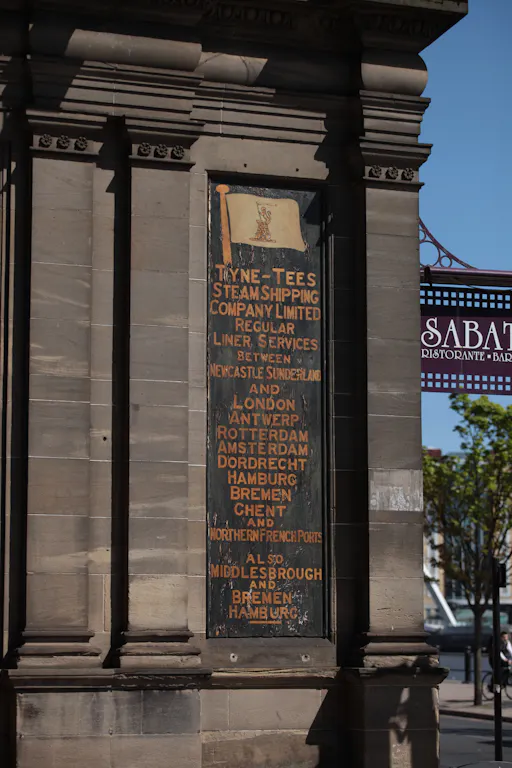 TYNE-TEES
STEAM SHIPPING
COMPANY LIMITED
REGULAR
LINER SERVICES
BETWEEN
NEWCASTLE SUNDERLAND
AND
LONDON
ANTWERP
ROTTERDAM
AMSTERDAM
DORDRECHT
HAMBURG
BREMEN
GHENT
AND
NORTHERN FRENCH PORTS
ALSO
MIDDLESBROUGH
AND
BREMEN
HAMBURG
SABAT
RISTORANTE • BAR